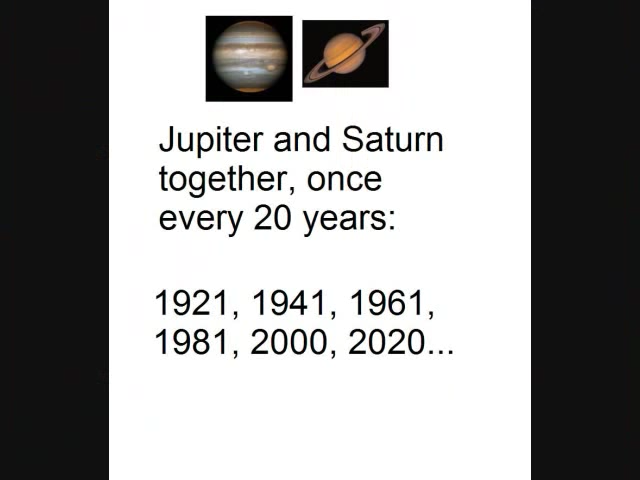 Jupiter and Saturn
together, once
every 20 years:
1921, 1941, 1961,
1981, 2000, 2020...